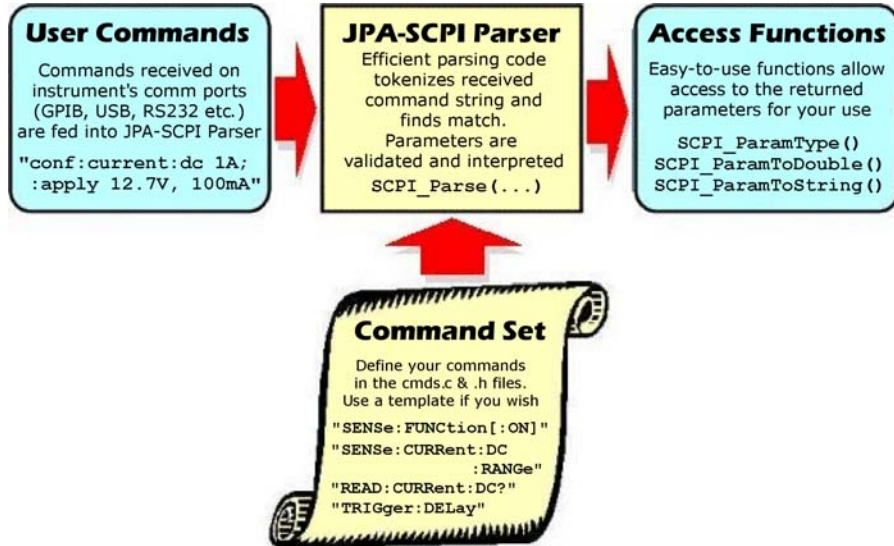 User Commands
Commands received on
instrument's comm ports
(GPIB, USB, RS232 etc.)
are fed into JPA-SCPI Parser
"conf:current:dc 1A;
:apply 12.7V, 100mA"
JPA-SCPI Parser
Efficient parsing code
tokenizes received
command string and
finds match.
Parameters are
validated and interpreted
SCPI_Parse(...)
Access Functions
Easy-to-use functions allow
access to the returned
parameters for your use
SCPI_ParamType()
SCPI_ParamToDouble()
SCPI_ParamToString()
Command Set
Define your commands
in the cmds.c & .h files.
Use a template if you wish
"SENSe:FUNCtion[:ON]"
"SENSe:CURRent:DC
:RANGe"
"READ:CURRent:DC?"
"TRIGger:DELay"